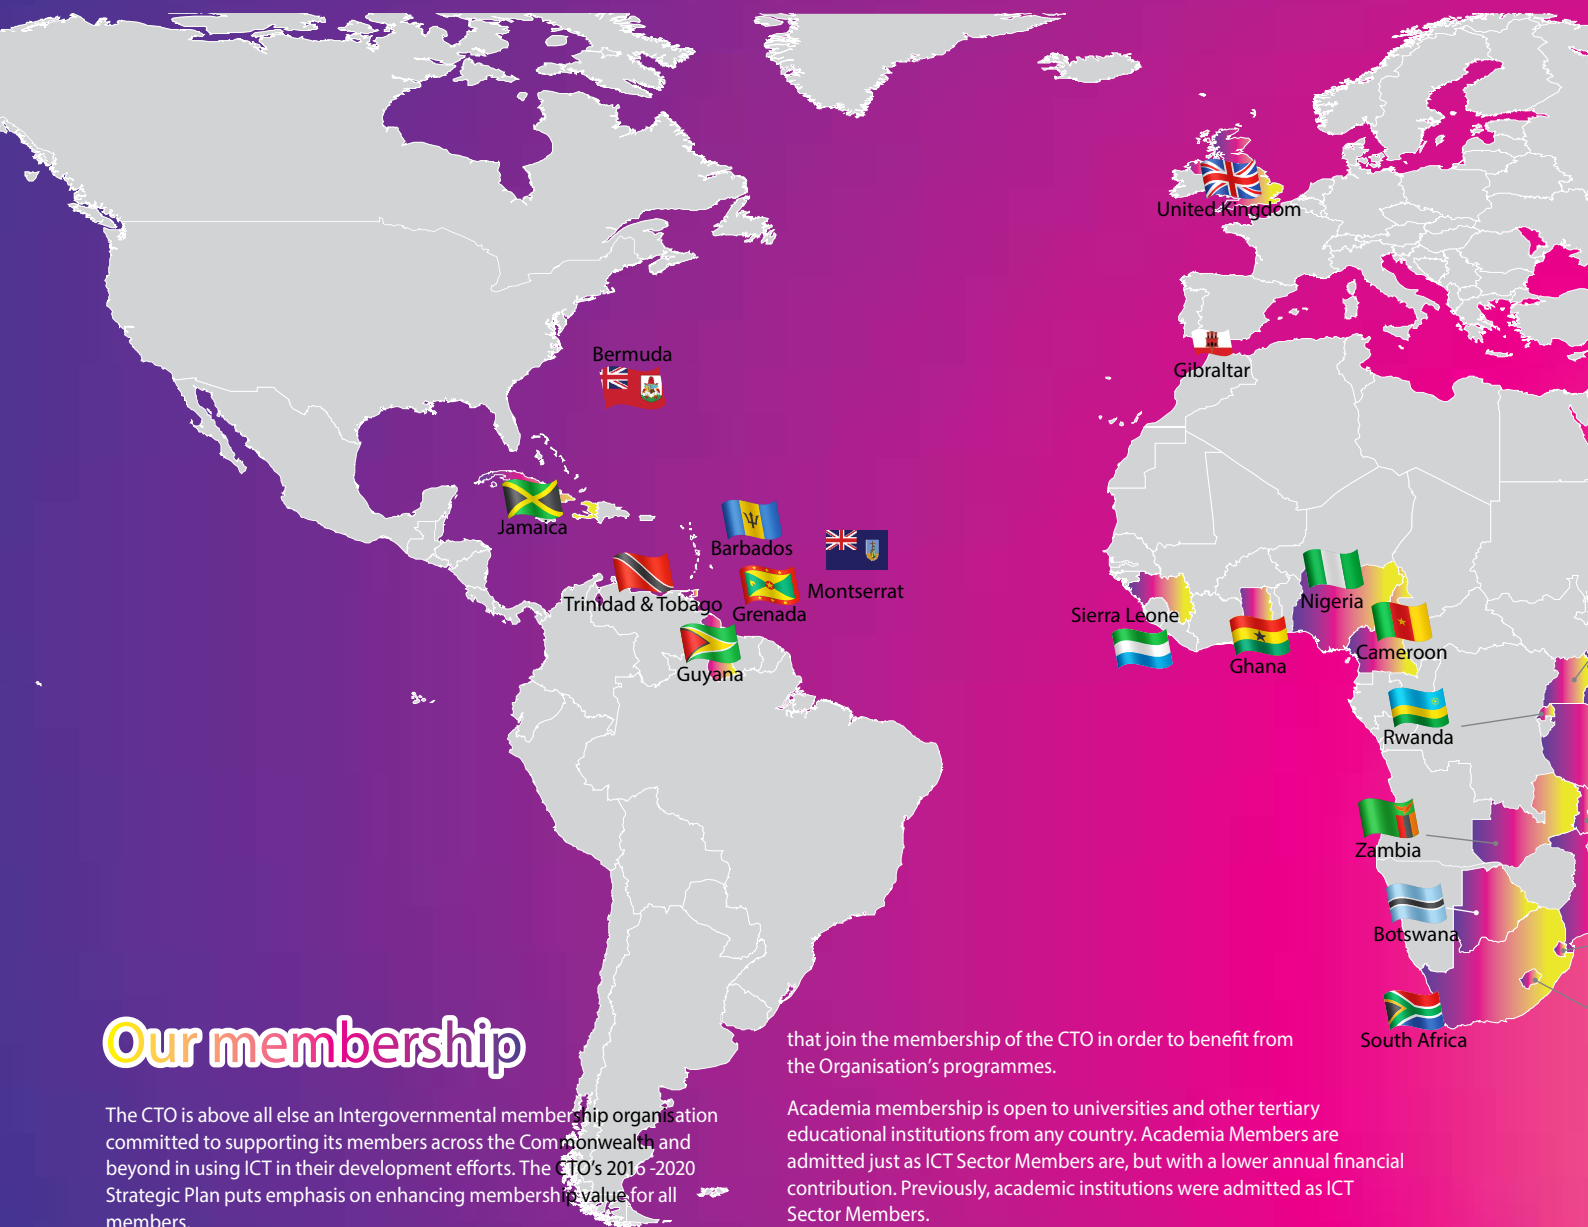 United Kingdom
Bermuda
Gibraltar
Jamaica
Barbados
Montserrat
Trinidad & Tobago
Grenada
Guyana
Sierra Leone
Ghana
Nigeria
Cameroon
Rwanda
Zambia
Botswana
South Africa
Our membership
The CTO is above all else an Intergovernmental membership organisation
committed to supporting its members across the Commonwealth and
beyond in using ICT in their development efforts. The CTO's 2016 -2020
Strategic Plan puts emphasis on enhancing membership value for all
members.
that join the membership of the CTO in order to benefit from
the Organisation's programmes.
Academia membership is open to universities and other tertiary
educational institutions from any country. Academia Members are
admitted just as ICT Sector Members are, but with a lower annual financial
contribution. Previously, academic institutions were admitted as ICT
Sector Members.